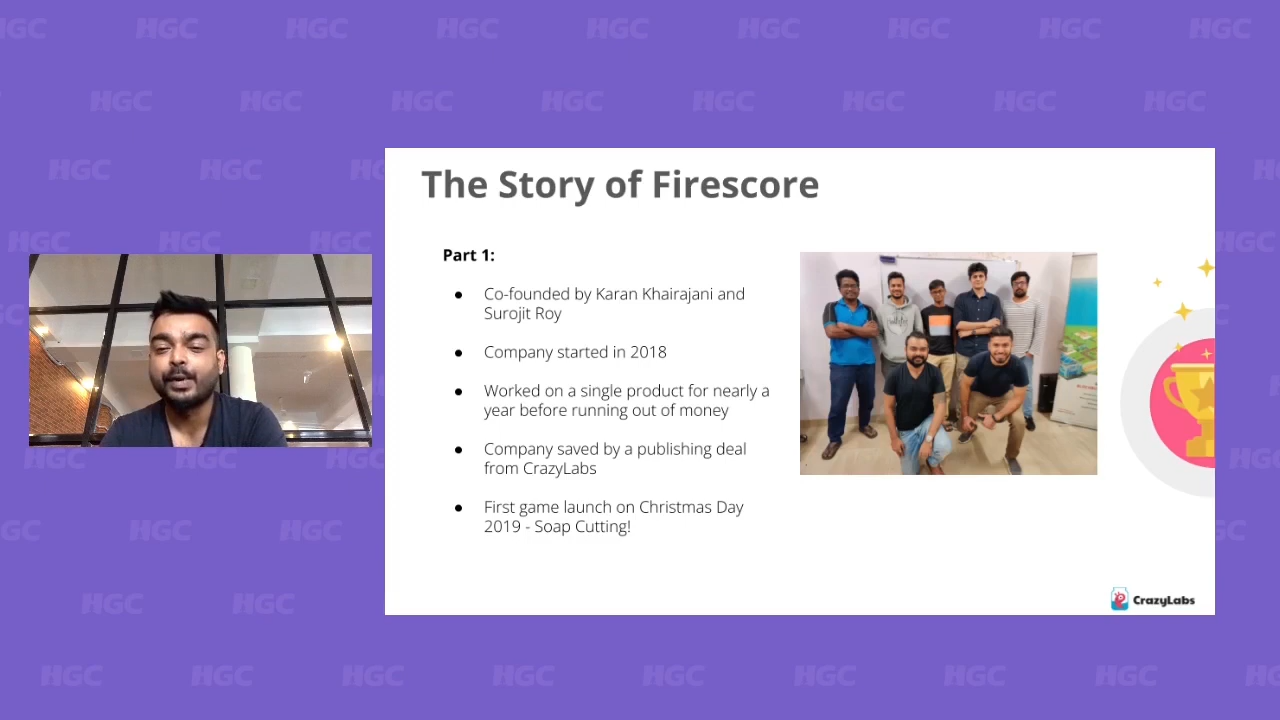 The Story of Firescore
Part 1:
● Co-founded by Karan Khairajani and
Surojit Roy
● Company started in 2018
● Worked on a single product for nearly a
year before running out of money
● Company saved by a publishing deal
from CrazyLabs
● First game launch on Christmas Day
2019 - Soap Cutting!
CrazyLabs
HGC